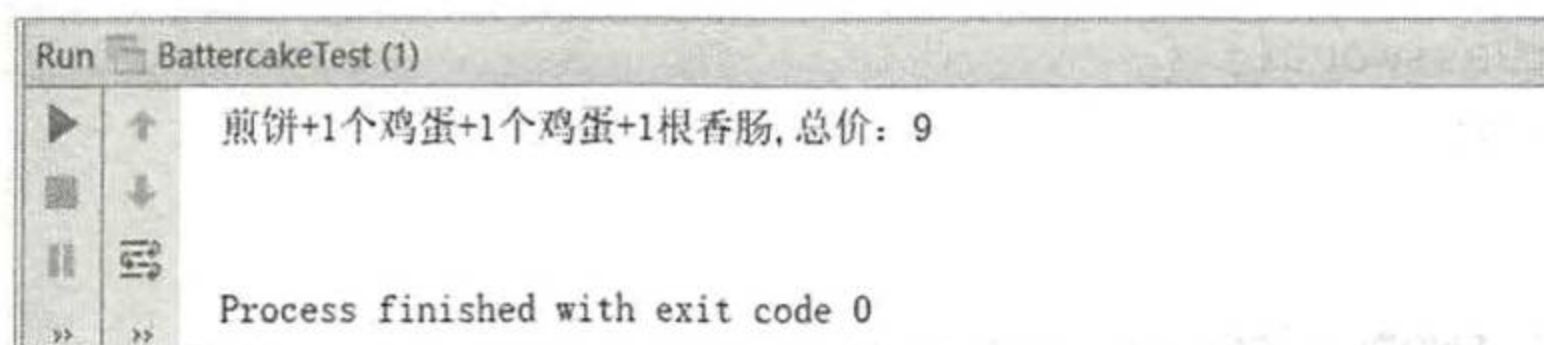 Run BattercakeTest (1)
煎饼+1个鸡蛋+1个鸡蛋+1根香肠,总价：9
Process finished with exit code 0